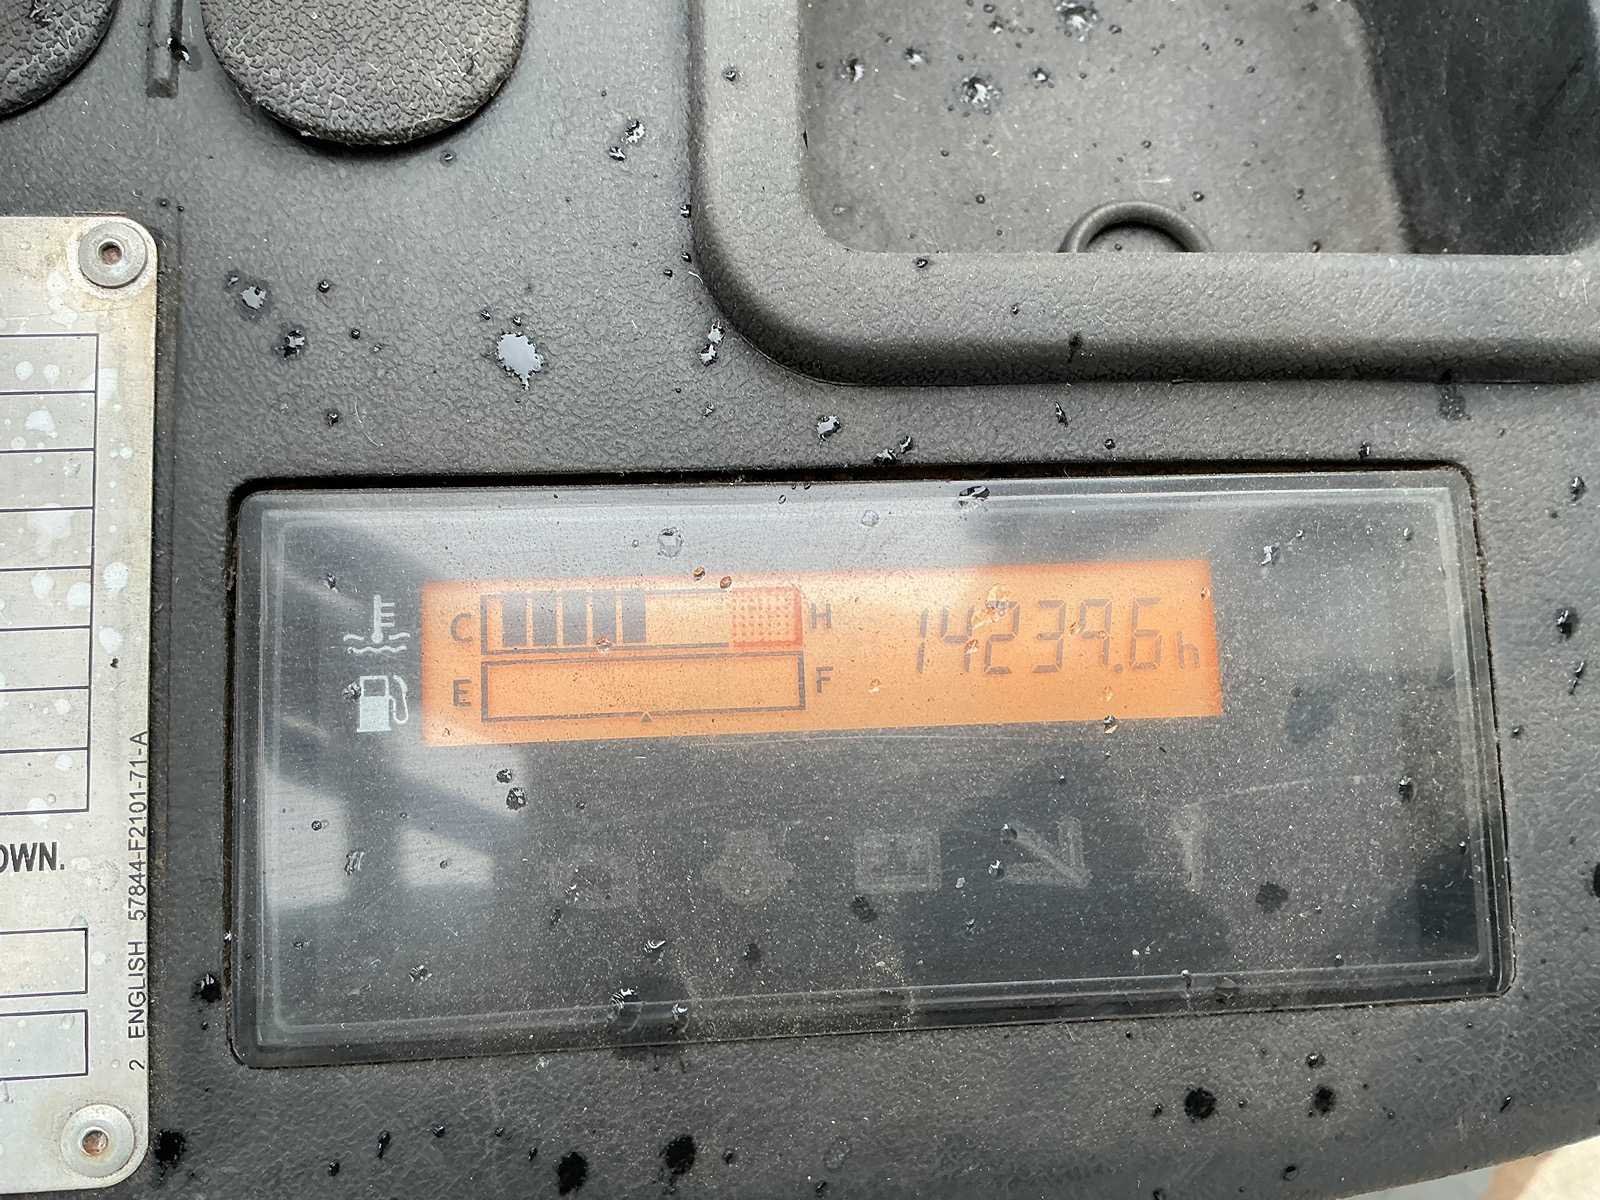 C H 14239.6h
E F
OWN.
2 ENGLISH 57844-F2101-71-A